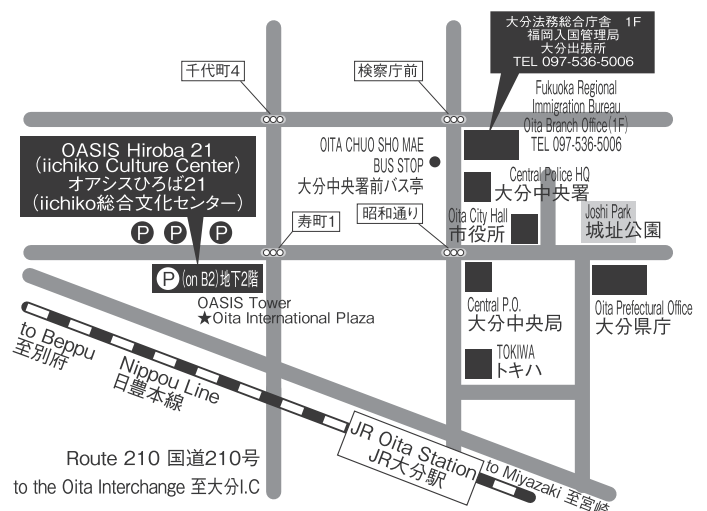 大分法務総合庁舎　1F
福岡入国管理局
大分出張所
TEL 097-536-5006
千代町4
検察庁前
Fukuoka Regional
Immigration Bureau
Oita Branch Office(1F)
TEL 097-536-5006
OASIS Hiroba 21
(iichiko Culture Center)
オアシスひろば21
(iichiko総合文化センター)
OITA CHUO SHO MAE
BUS STOP
大分中央署前バス亭
Central Police HQ
大分中央署
寿町1
昭和通り
Oita City Hall
市役所
Joshi Park
城址公園
P P P
P (on B2)地下2階
OASIS Tower
★Oita International Plaza
Central P.O.
大分中央局
Oita Prefectural Office
大分県庁
TOKIWA
トキハ
to Beppu
至別府
Nippou Line
日豊本線
JR Oita Station
JR大分駅
to Miyazaki 至宮崎
Route 210 国道210号
to the Oita Interchange 至大分I.C